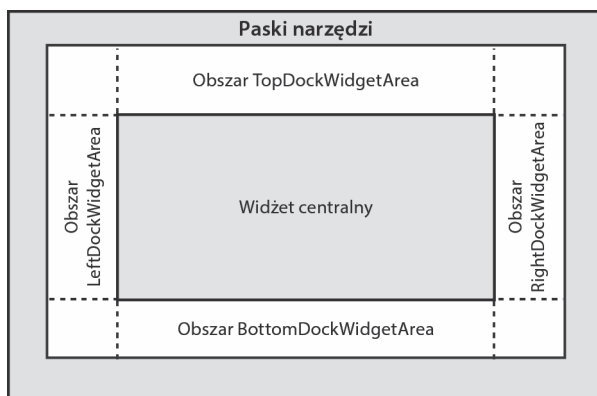 Paski narzędzi
Obszar TopDockWidgetArea
Obszar
LeftDockWidgetArea
Widżet centralny
Obszar
RightDockWidgetArea
Obszar BottomDockWidgetArea